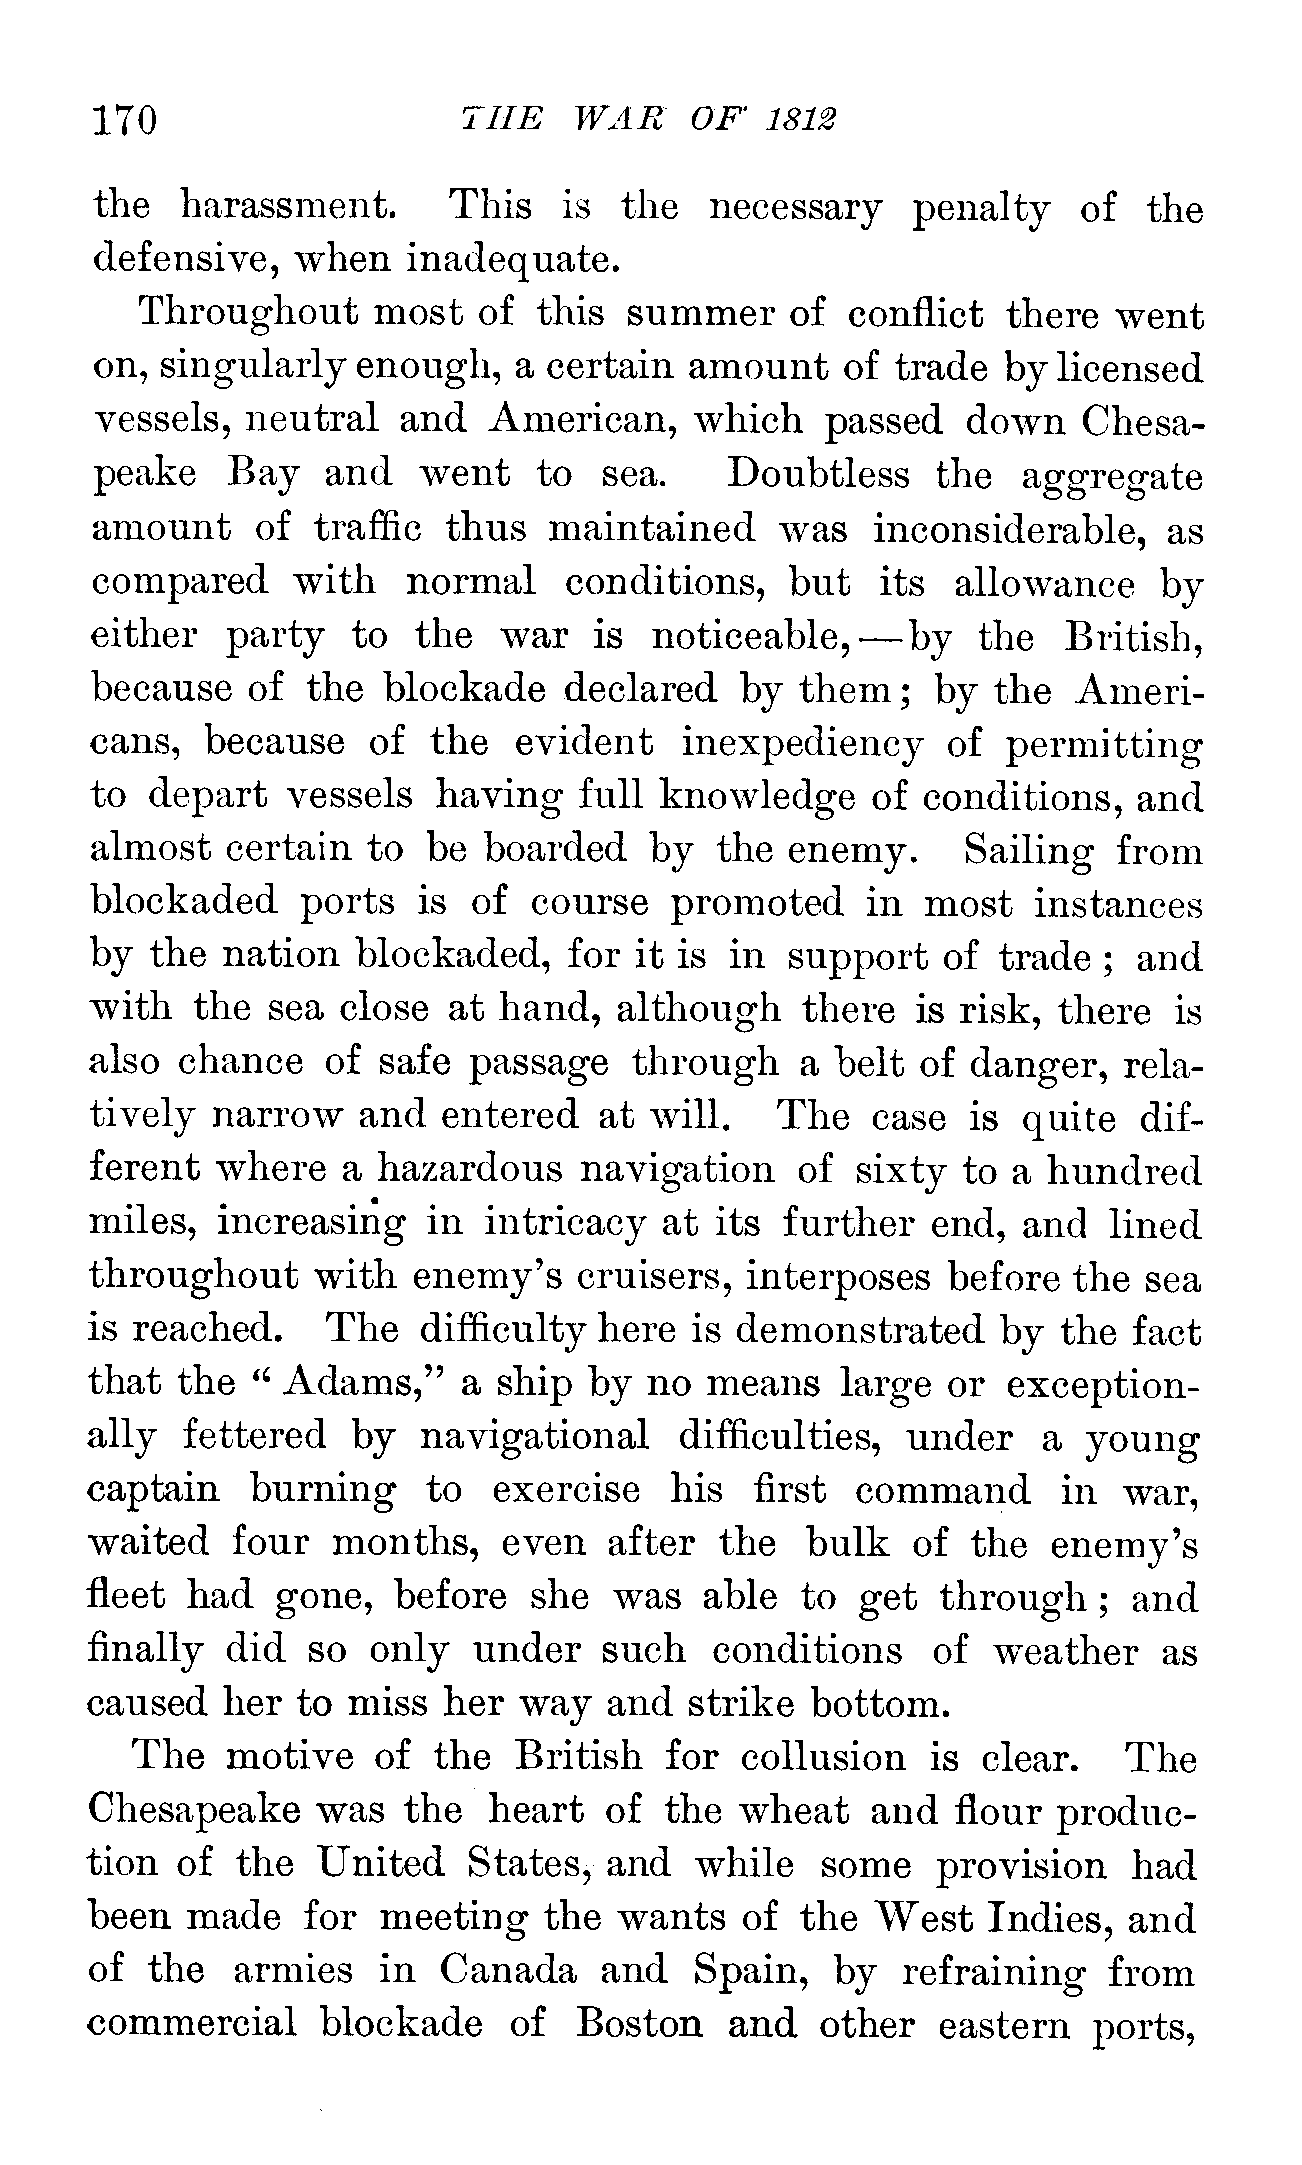 170 THE WAR OF 1812
the harassment. This is the necessary penalty of the
defensive, when inadequate.
Throughout most of this summer of conflict there went
on, singularly enough, a certain amount of trade by licensed
vessels, neutral and American, which passed down Chesa-
peake Bay and went to sea. Doubtless the aggregate
amount of traffic thus maintained was inconsiderable, as
compared with normal conditions, but its allowance by
either party to the war is noticeable,—by the British,
because of the blockade declared by them; by the Ameri-
cans, because of the evident inexpediency of permitting
to depart vessels having full knowledge of conditions, and
almost certain to be boarded by the enemy. Sailing from
blockaded ports is of course promoted in most instances
by the nation blockaded, for it is in support of trade; and
with the sea close at hand, although there is risk, there is
also chance of safe passage through a belt of danger, rela-
tively narrow and entered at will. The case is quite dif-
ferent where a hazardous navigation of sixty to a hundred
miles, increasing in intricacy at its further end, and lined
throughout with enemy's cruisers, interposes before the sea
is reached. The difficulty here is demonstrated by the fact
that the “Adams,” a ship by no means large or exception-
ally fettered by navigational difficulties, under a young
captain burning to exercise his first command in war,
waited four months, even after the bulk of the enemy's
fleet had gone, before she was able to get through; and
finally did so only under such conditions of weather as
caused her to miss her way and strike bottom.
The motive of the British for collusion is clear. The
Chesapeake was the heart of the wheat and flour produc-
tion of the United States, and while some provision had
been made for meeting the wants of the West Indies, and
of the armies in Canada and Spain, by refraining from
commercial blockade of Boston and other eastern ports,